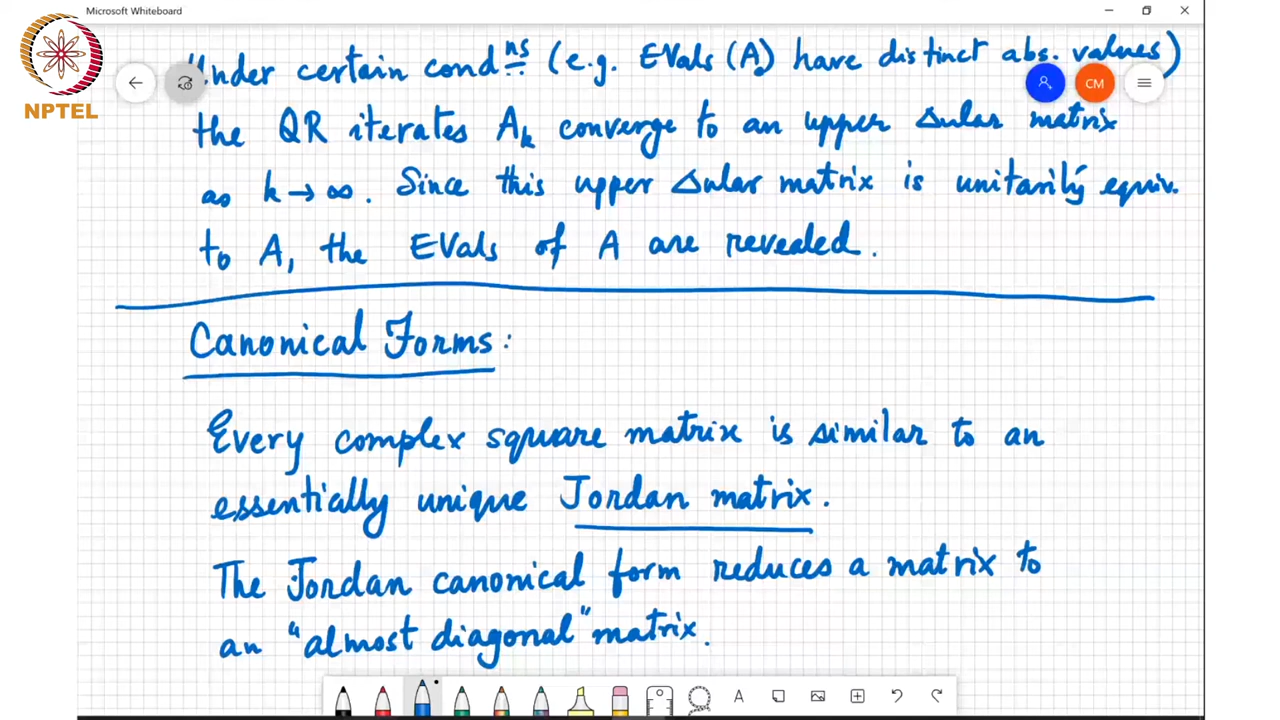 Microsoft Whiteboard
Under certain condns (e.g. EVals (A) have distinct abs. values)
NPTEL
CM
the QR iterates Ak converge to an upper Δular matrix
as k → ∞. Since this upper Δular matrix is unitarily equiv.
to A, the EVals of A are revealed.
Canonical Forms:
Every complex square matrix is similar to an
essentially unique Jordan matrix.
The Jordan canonical form reduces a matrix to
an "almost diagonal" matrix.
A